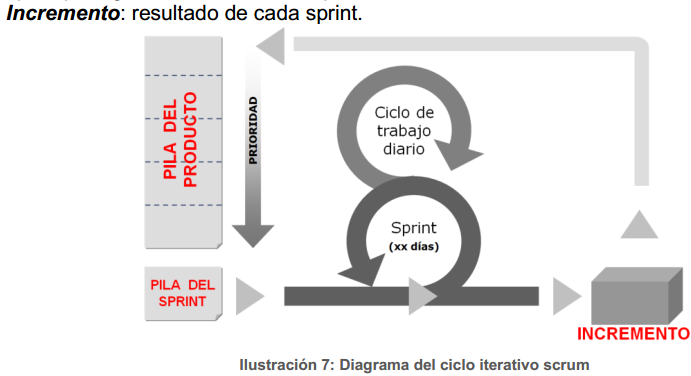 Incremento: resultado de cada sprint.
PILA DEL
PRODUCTO
PRIORIDAD
Ciclo de
trabajo
diario
Sprint
(xx días)
PILA DEL
SPRINT
INCREMENTO
Ilustración 7: Diagrama del ciclo iterativo scrum